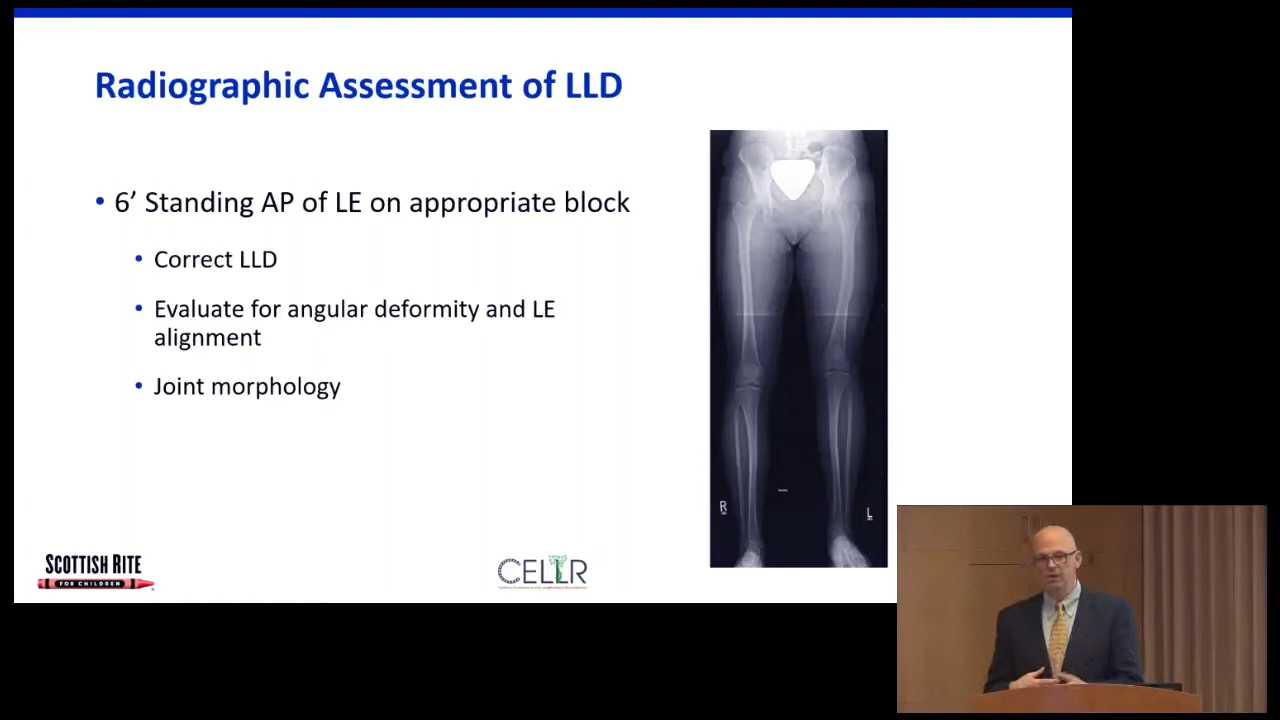 Radiographic Assessment of LLD
• 6’ Standing AP of LE on appropriate block
• Correct LLD
• Evaluate for angular deformity and LE
alignment
• Joint morphology
R
L
SCOTTISH RITE
FOR CHILDREN
CELLR